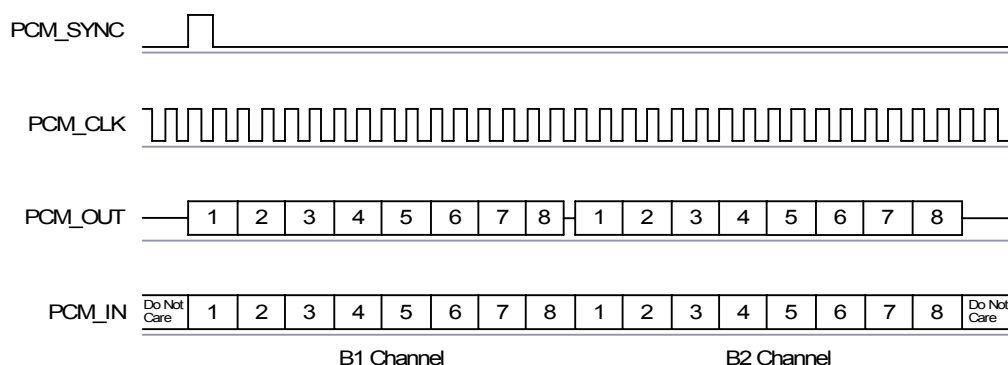 PCM_SYNC
PCM_CLK
PCM_OUT 1 2 3 4 5 6 7 8 1 2 3 4 5 6 7 8
PCM_IN Do Not Care 1 2 3 4 5 6 7 8 1 2 3 4 5 6 7 8 Do Not Care
B1 Channel B2 Channel